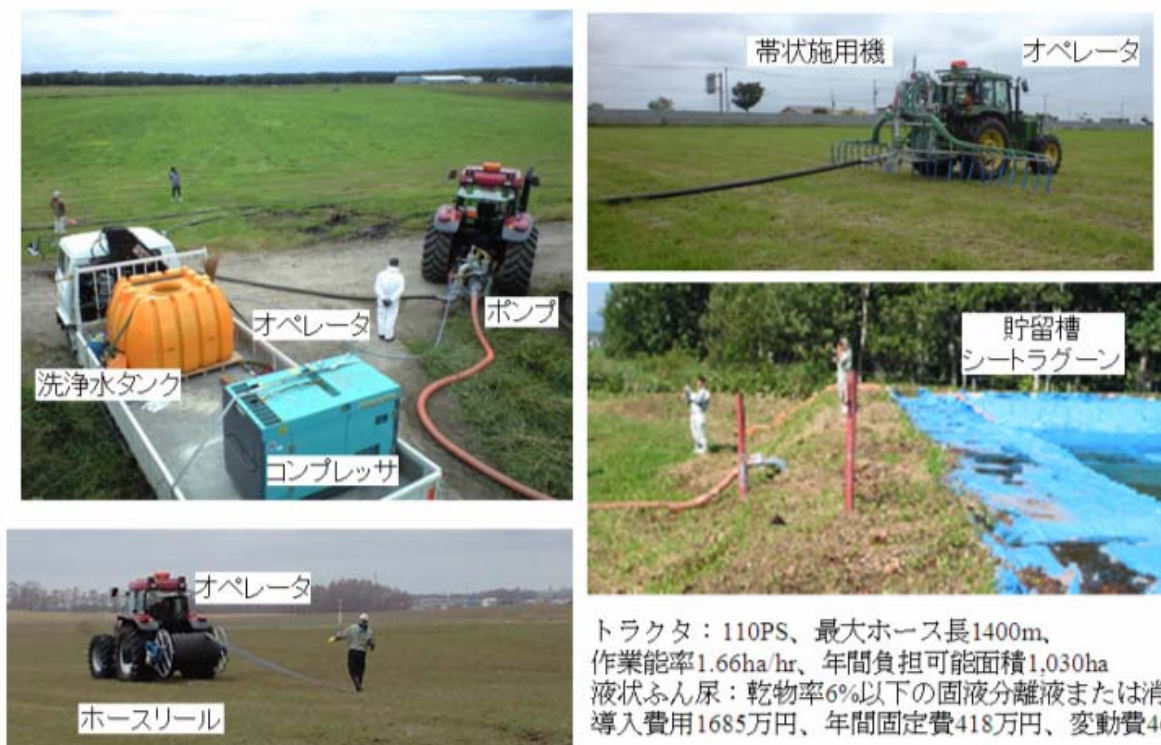 オペレータ
ポンプ
洗浄水タンク
コンプレッサ
帯状施用機
オペレータ
貯留槽
シートラグーン
オペレータ
ホースリール
トラクタ：110PS、最大ホース長1400m、
作業能率1.66ha/hr、年間負担可能面積1,030ha
液状ふん尿：乾物率6%以下の固液分離液または消
導入費用1685万円、年間固定費418万円、変動費4